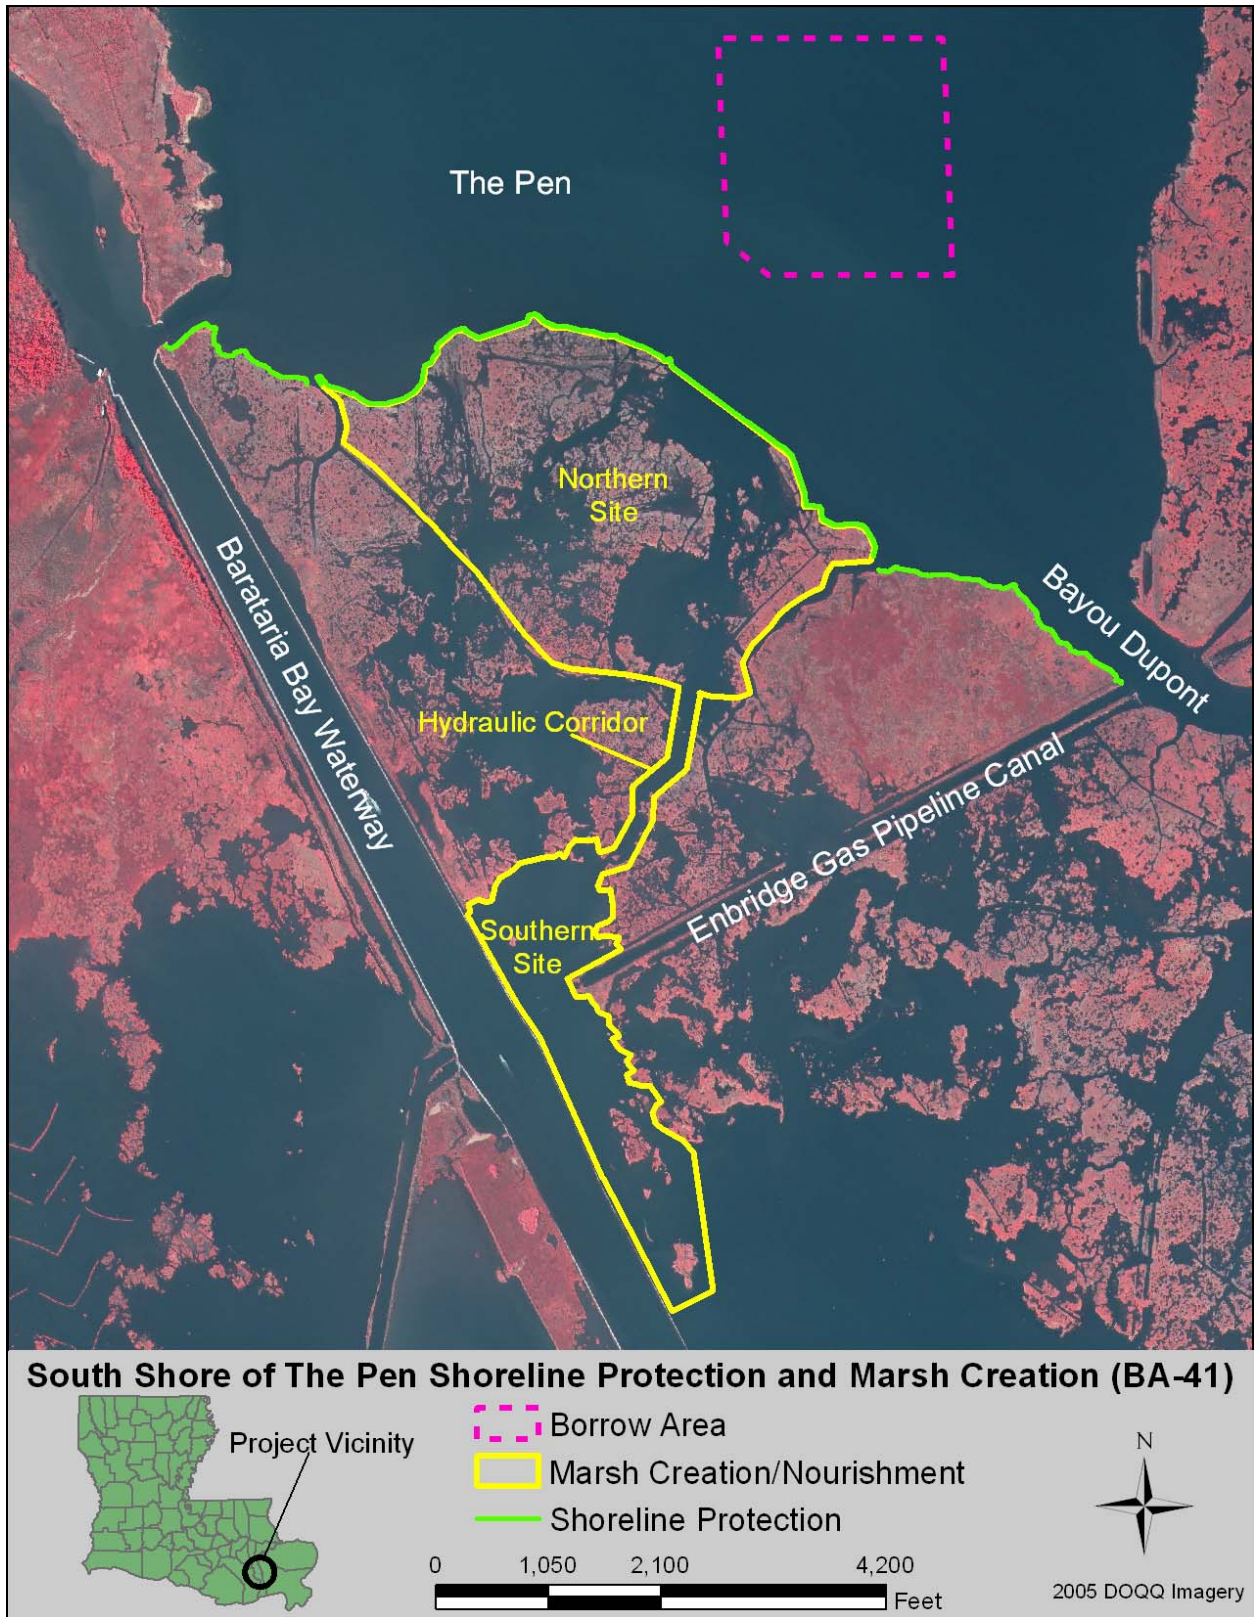 The Pen
Northern
Site
Bayou Dupont
Barataria Bay Waterway
Hydraulic Corridor
Enbridge Gas Pipeline Canal
Southern
Site
South Shore of The Pen Shoreline Protection and Marsh Creation (BA-41)
Project Vicinity
Borrow Area
Marsh Creation/Nourishment
Shoreline Protection
N
0 1,050 2,100 4,200
Feet
2005 DOQQ Imagery